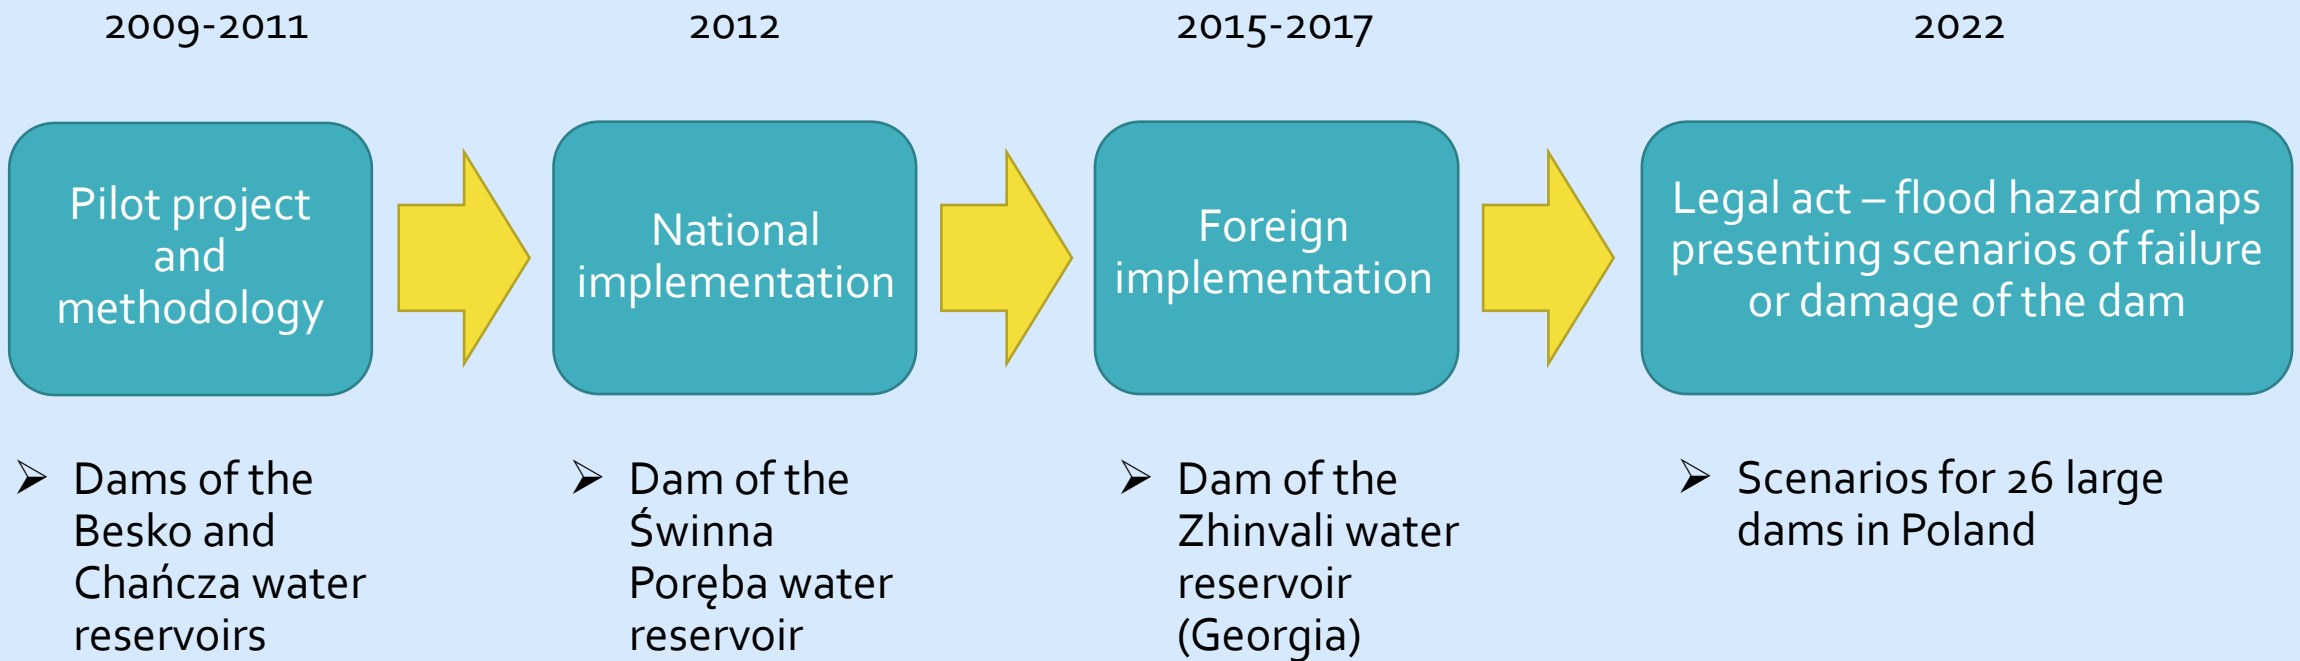 2009-2011
2012
2015-2017
2022
Pilot project
and
methodology
National
implementation
Foreign
implementation
Legal act – flood hazard maps
presenting scenarios of failure
or damage of the dam
➢ Dams of the
Besko and
Chańcza water
reservoirs
➢ Dam of the
Świnna
Poręba water
reservoir
➢ Dam of the
Zhinvali water
reservoir
(Georgia)
➢ Scenarios for 26 large
dams in Poland